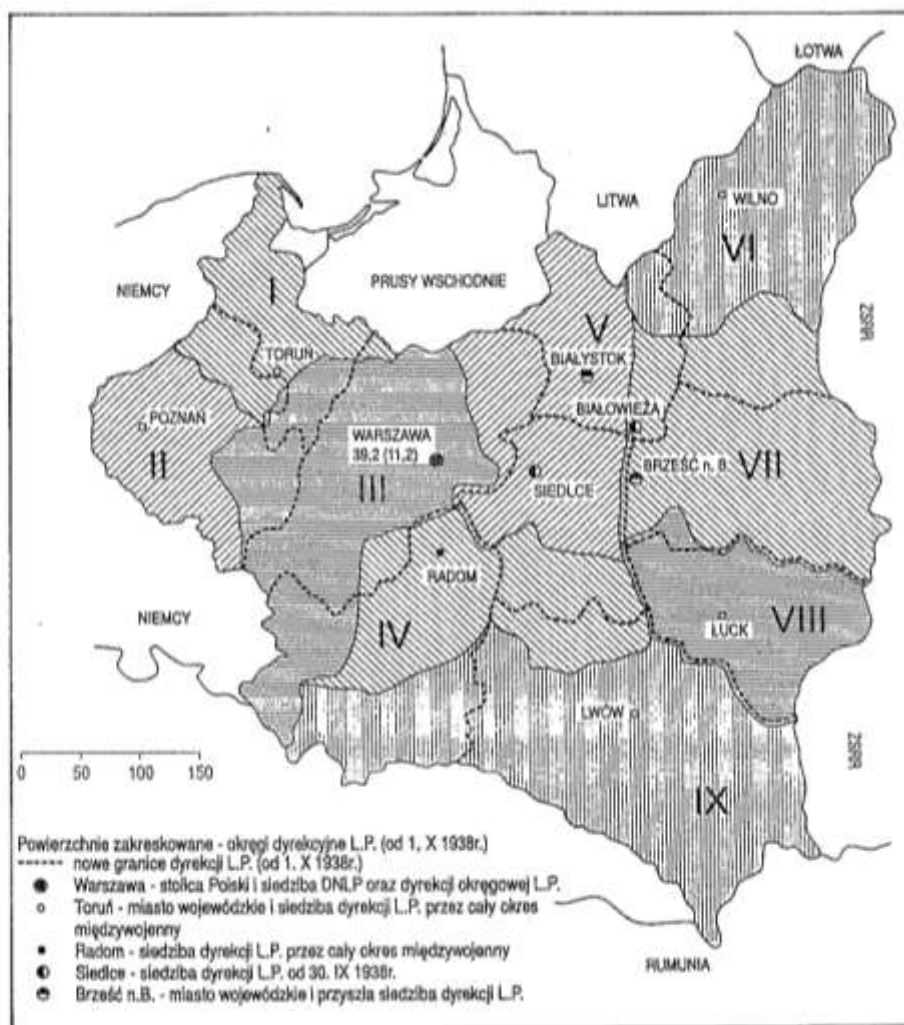 ŁOTWA
LITWA
WILNO
VI
NIEMCY
I
PRUSY WSCHODNIE
ZSRR
V
TORUŃ
BIAŁYSTOK
POZNAŃ
BIAŁOWIEŻA
WARSZAWA
38,2 (11,2)
II
III
SIEDLCE
BRZEŚĆ n. B.
VII
RADOM
NIEMCY
IV
ŁUCK
VIII
LWÓW
ZSRR
IX
0 50 100 150
RUMUNIA
Powierzchnie zakreskowane - okręgi dyrekcyjne L.P. (od 1. X 1938r.)
nowe granice dyrekcji L.P. (od 1. X 1938r.)
Warszawa - stolica Polski i siedziba DNLP oraz dyrekcji okręgowej L.P.
Toruń - miasto wojewódzkie i siedziba dyrekcji L.P. przez cały okres
międzywojenny
Radom - siedziba dyrekcji L.P. przez cały okres międzywojenny
Siedlce - siedziba dyrekcji L.P. od 30. IX 1938r.
Brześć n.B. - miasto wojewódzkie i przyszła siedziba dyrekcji L.P.